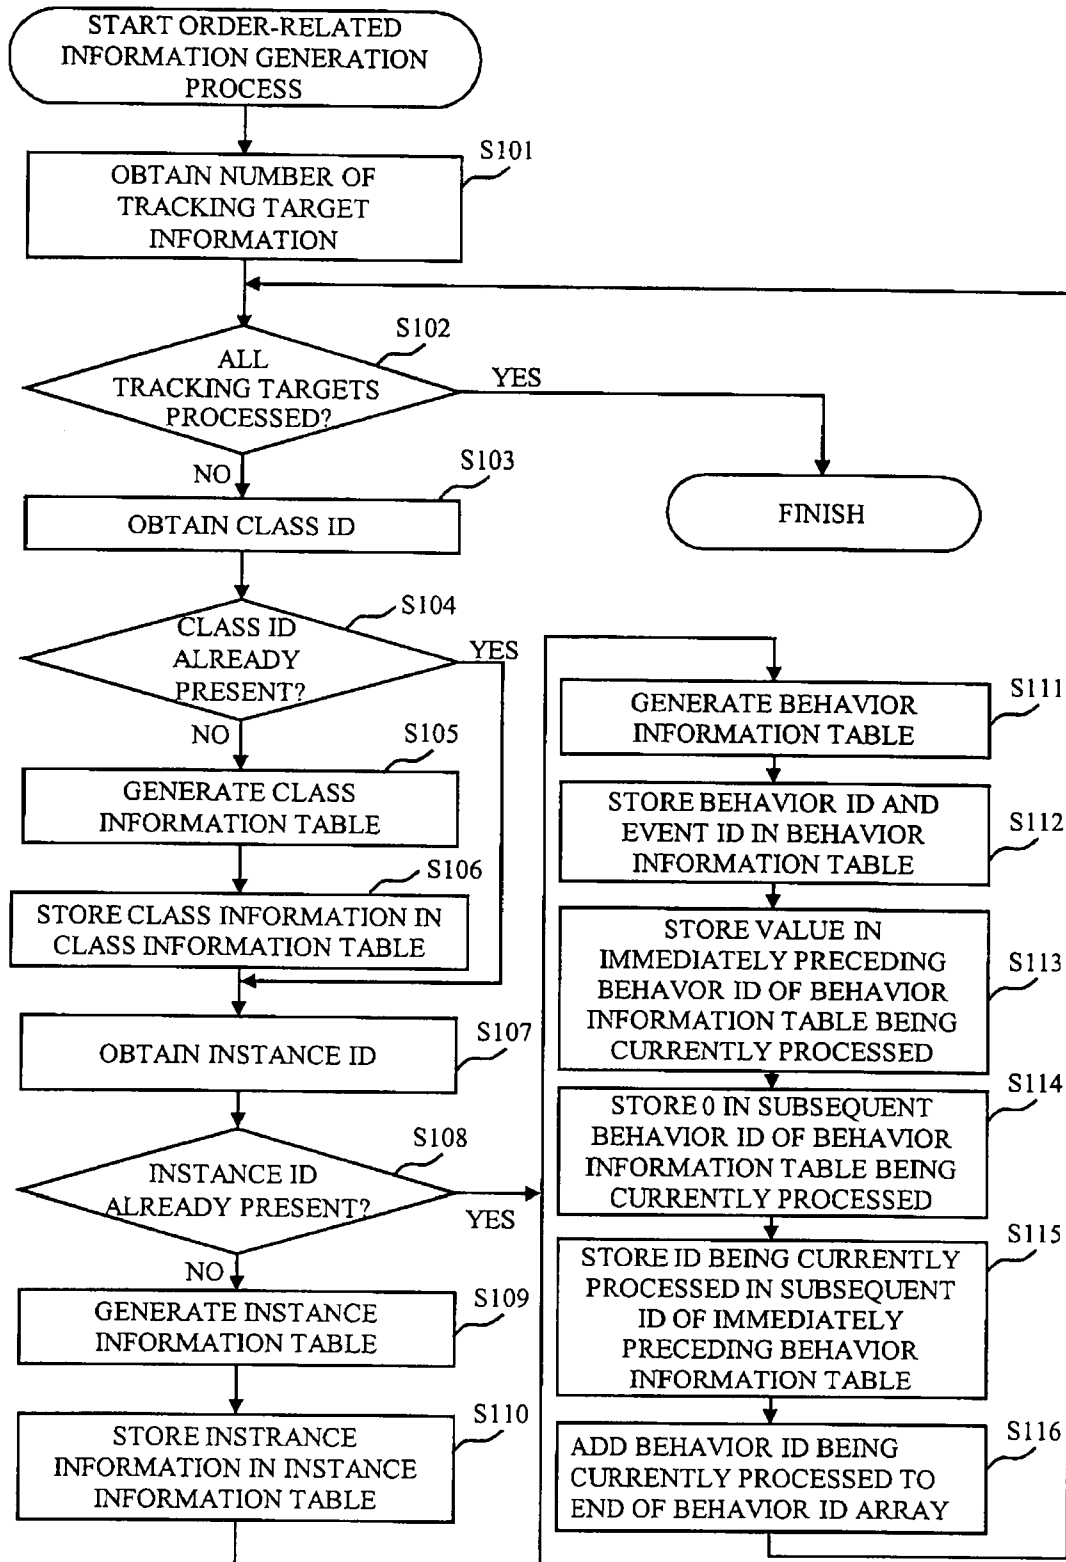 START ORDER-RELATED
INFORMATION GENERATION
PROCESS
S101
OBTAIN NUMBER OF
TRACKING TARGET
INFORMATION
S102
ALL
TRACKING TARGETS
PROCESSED?
YES
NO
FINISH
S103
OBTAIN CLASS ID
S104
CLASS ID
ALREADY
PRESENT?
YES
NO
S105
GENERATE CLASS
INFORMATION TABLE
S106
STORE CLASS INFORMATION IN
CLASS INFORMATION TABLE
S107
OBTAIN INSTANCE ID
S108
INSTANCE ID
ALREADY PRESENT?
YES
NO
S109
GENERATE INSTANCE
INFORMATION TABLE
S110
STORE INSTRANCE
INFORMATION IN INSTANCE
INFORMATION TABLE
S111
GENERATE BEHAVIOR
INFORMATION TABLE
S112
STORE BEHAVIOR ID AND
EVENT ID IN BEHAVIOR
INFORMATION TABLE
S113
STORE VALUE IN
IMMEDIATELY PRECEDING
BEHAVOR ID OF BEHAVIOR
INFORMATION TABLE BEING
CURRENTLY PROCESSED
S114
STORE 0 IN SUBSEQUENT
BEHAVIOR ID OF BEHAVIOR
INFORMATION TABLE BEING
CURRENTLY PROCESSED
S115
STORE ID BEING CURRENTLY
PROCESSED IN SUBSEQUENT
ID OF IMMEDIATELY
PRECEDING BEHAVIOR
INFORMATION TABLE
S116
ADD BEHAVIOR ID BEING
CURRENTLY PROCESSED TO
END OF BEHAVIOR ID ARRAY